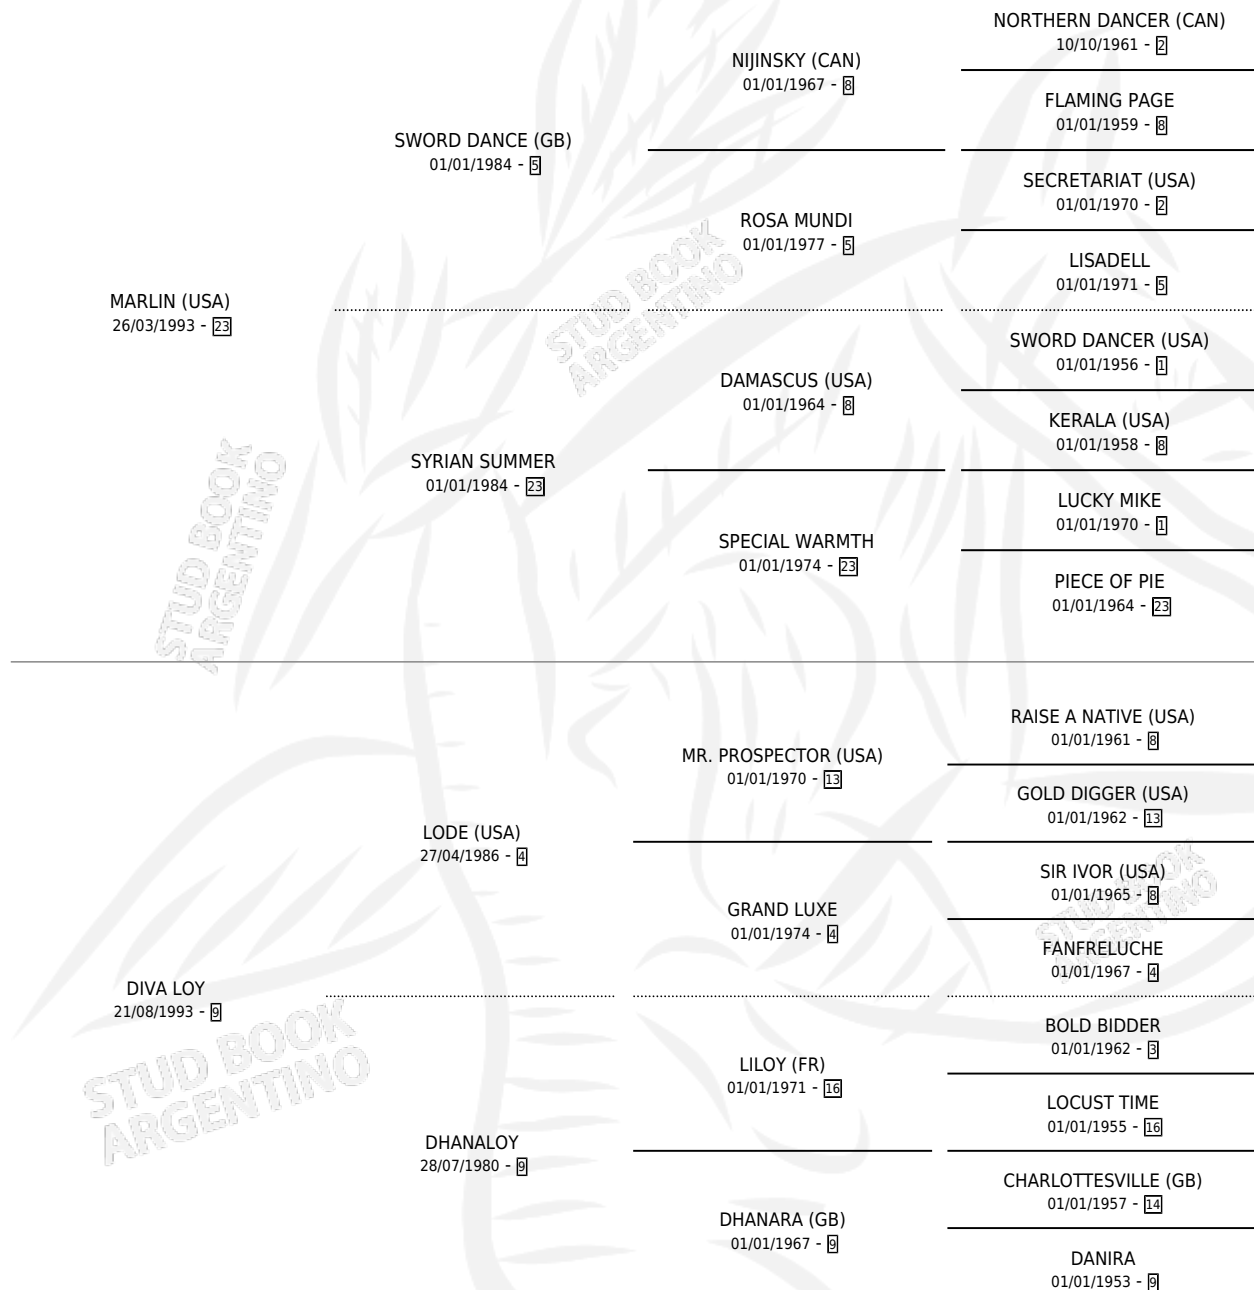 NORTHERN DANCER (CAN)
10/10/1961 - 2
NIJINSKY (CAN)
01/01/1967 - 8
FLAMING PAGE
01/01/1959 - 8
SWORD DANCE (GB)
01/01/1984 - 5
SECRETARIAT (USA)
01/01/1970 - 2
ROSA MUNDI
01/01/1977 - 5
LISADELL
01/01/1971 - 5
MARLIN (USA)
26/03/1993 - 23
STUD BOOK
ARGENTINO
SWORD DANCER (USA)
01/01/1956 - 1
DAMASCUS (USA)
01/01/1964 - 8
KERALA (USA)
01/01/1958 - 8
SYRIAN SUMMER
01/01/1984 - 23
LUCKY MIKE
01/01/1970 - 1
SPECIAL WARMTH
01/01/1974 - 23
PIECE OF PIE
01/01/1964 - 23
STUD BOOK
ARGENTINO
RAISE A NATIVE (USA)
01/01/1961 - 8
MR. PROSPECTOR (USA)
01/01/1970 - 13
GOLD DIGGER (USA)
01/01/1962 - 13
LODE (USA)
27/04/1986 - 4
SIR IVOR (USA)
01/01/1965 - 8
STUD BOOK
ARGENTINO
GRAND LUXE
01/01/1974 - 4
FANFRELUCHE
01/01/1967 - 4
DIVA LOY
21/08/1993 - 9
STUD BOOK
ARGENTINO
BOLD BIDDER
01/01/1962 - 3
LILOY (FR)
01/01/1971 - 16
LOCUST TIME
01/01/1955 - 16
DHANALOY
28/07/1980 - 9
CHARLOTTESVILLE (GB)
01/01/1957 - 14
DHANARA (GB)
01/01/1967 - 9
DANIRA
01/01/1953 - 9